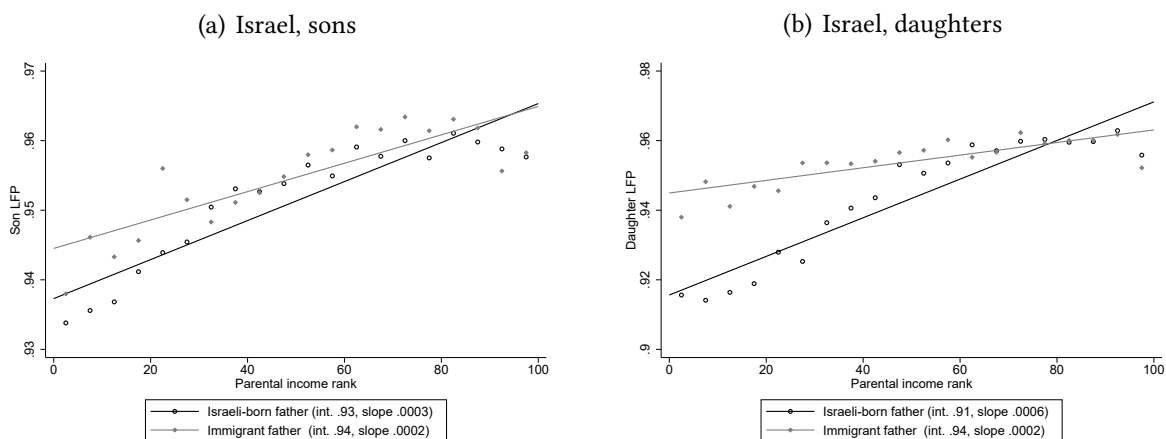 (a) Israel, sons
.97
.96
.95
.94
.93
Son LFP
0 20 40 60 80 100
Parental income rank
Israeli-born father (int. .93, slope .0003)
Immigrant father (int. .94, slope .0002)
(b) Israel, daughters
.98
.96
.94
.92
.9
Daughter LFP
0 20 40 60 80 100
Parental income rank
Israeli-born father (int. .91, slope .0006)
Immigrant father (int. .94, slope .0002)